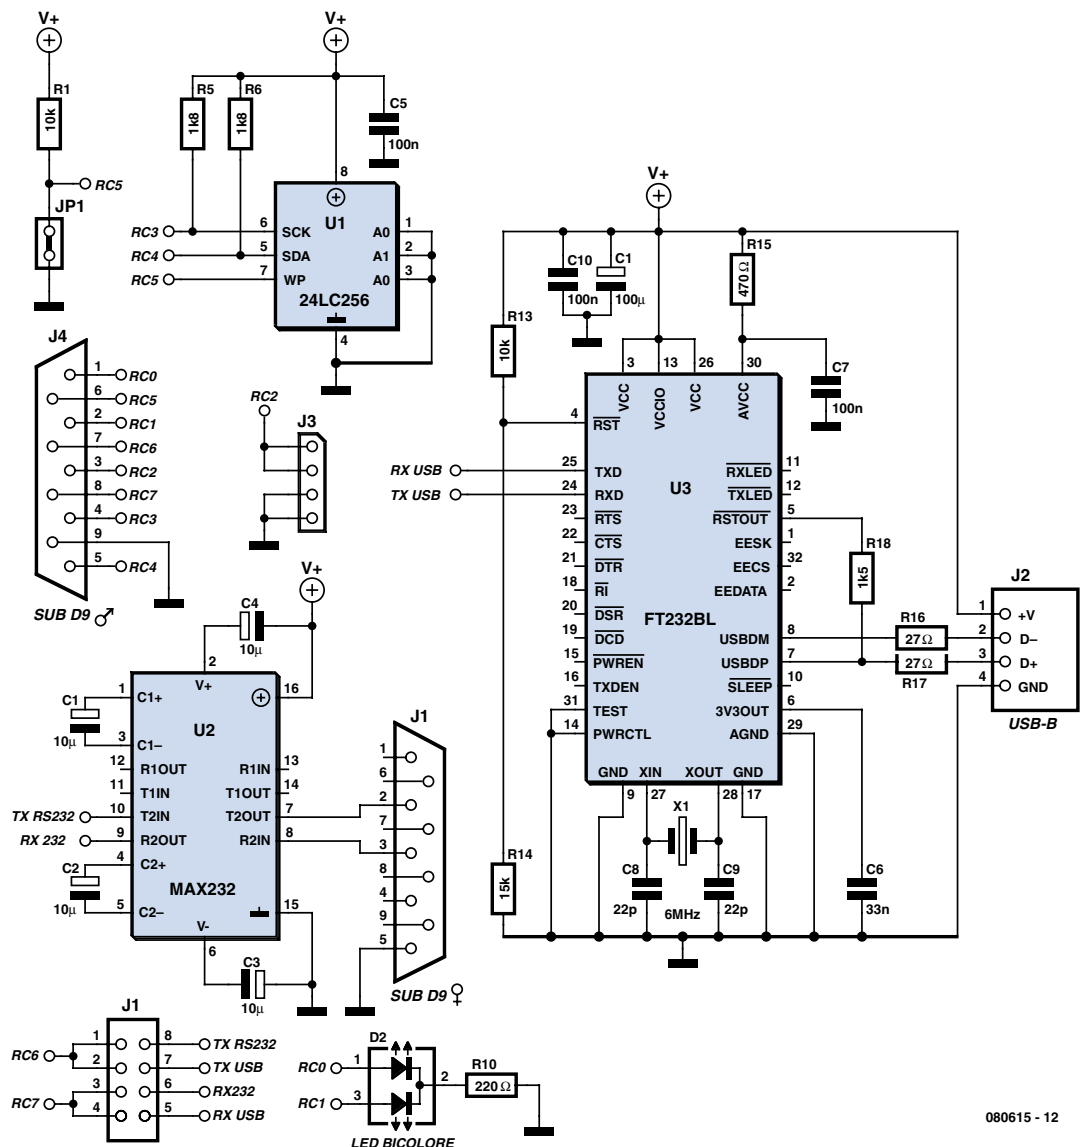 V+
R1
10k
RC5
JP1
V+
R5
1k8
R6
1k8
C5
100n
8
U1
RC3 6 SCK A0 1
RC4 5 SDA A1 2
RC5 7 WP A0 3
24LC256
4
J4
1 RC0
6 RC5
2 RC1
7 RC6
3 RC2
8 RC7
4 RC3
9
5 RC4
SUB D9 ♂
RC2
J3
V+
R13
10k
C10
100n
C1
100µ
R15
470 Ω
C7
100n
3 13 26 30
VCC VCCIO VCC AVCC
4 RST
RX USB 25 TXD RXLED 11
TX USB 24 RXD TXLED 12
U3
23 RTS RSTOUT 5
22 CTS EESK 1
21 DTR EECS 32
18 RI EEDATA 2
20 DSR
FT232BL
19 DCD USBDM 8
15 PWREN USBDP 7
16 TXDEN SLEEP 10
31 TEST 3V3OUT 6
14 PWRCTL AGND 29
GND XIN XOUT GND
9 27 28 17
R18
1k5
R16
27 Ω
27 Ω
R17
J2
1 +V
2 D–
3 D+
4 GND
USB-B
X1
6MHz
R14
15k
C8
22p
C9
22p
C6
33n
V+
C4
10µ
2
V+
16
U2
C1
10µ
1 C1+
3 C1–
12 R1OUT R1IN 13
11 T1IN T1OUT 14
TX RS232 10 T2IN T2OUT 7
RX 232 9 R2OUT R2IN 8
4 C2+
C2
10µ
5 C2–
MAX232
15
V-
6
C3
10µ
J1
1
6
2
7
3
8
4
9
5
SUB D9 ♀
J1
RC6 1 8 TX RS232
2 7 TX USB
RC7 3 6 RX232
4 5 RX USB
D2
RC0 1
RC1 3
2
R10
220 Ω
LED BICOLORE
080615 - 12